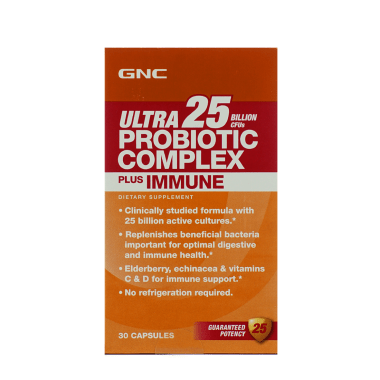 GNC
ULTRA 25 BILLION CFUs
PROBIOTIC
COMPLEX
PLUS IMMUNE
DIETARY SUPPLEMENT
• Clinically studied formula with
25 billion active cultures.*
• Replenishes beneficial bacteria
important for optimal digestive
and immune health.*
• Elderberry, echinacea & vitamins
C & D for immune support.*
• No refrigeration required.
30 CAPSULES
GUARANTEED
POTENCY 25